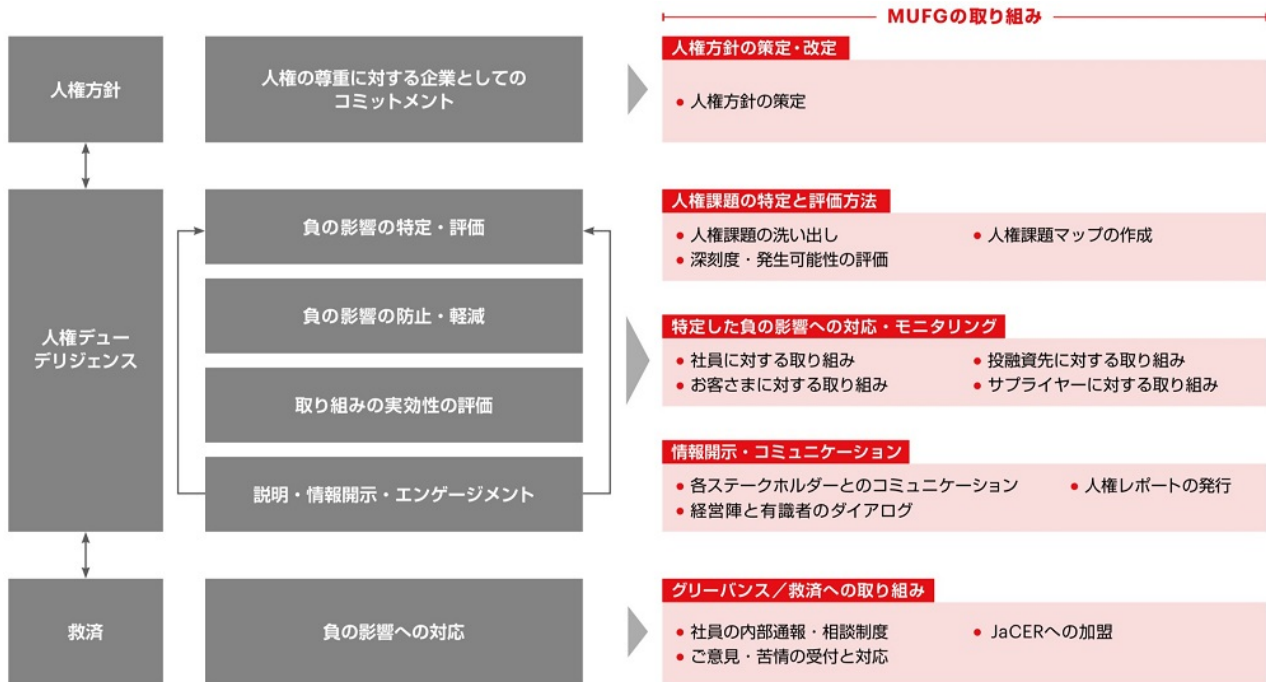 MUFGの取り組み
人権方針
人権の尊重に対する企業としての
コミットメント
人権方針の策定・改定
• 人権方針の策定
人権デュー
デリジェンス
負の影響の特定・評価
負の影響の防止・軽減
取り組みの実効性の評価
説明・情報開示・エンゲージメント
人権課題の特定と評価方法
• 人権課題の洗い出し
• 人権課題マップの作成
• 深刻度・発生可能性の評価
特定した負の影響への対応・モニタリング
• 社員に対する取り組み
• 投融資先に対する取り組み
• お客さまに対する取り組み
• サプライヤーに対する取り組み
情報開示・コミュニケーション
• 各ステークホルダーとのコミュニケーション
• 人権レポートの発行
• 経営陣と有識者のダイアログ
救済
負の影響への対応
グリーバンス／救済への取り組み
• 社員の内部通報・相談制度
• JaCERへの加盟
• ご意見・苦情の受付と対応